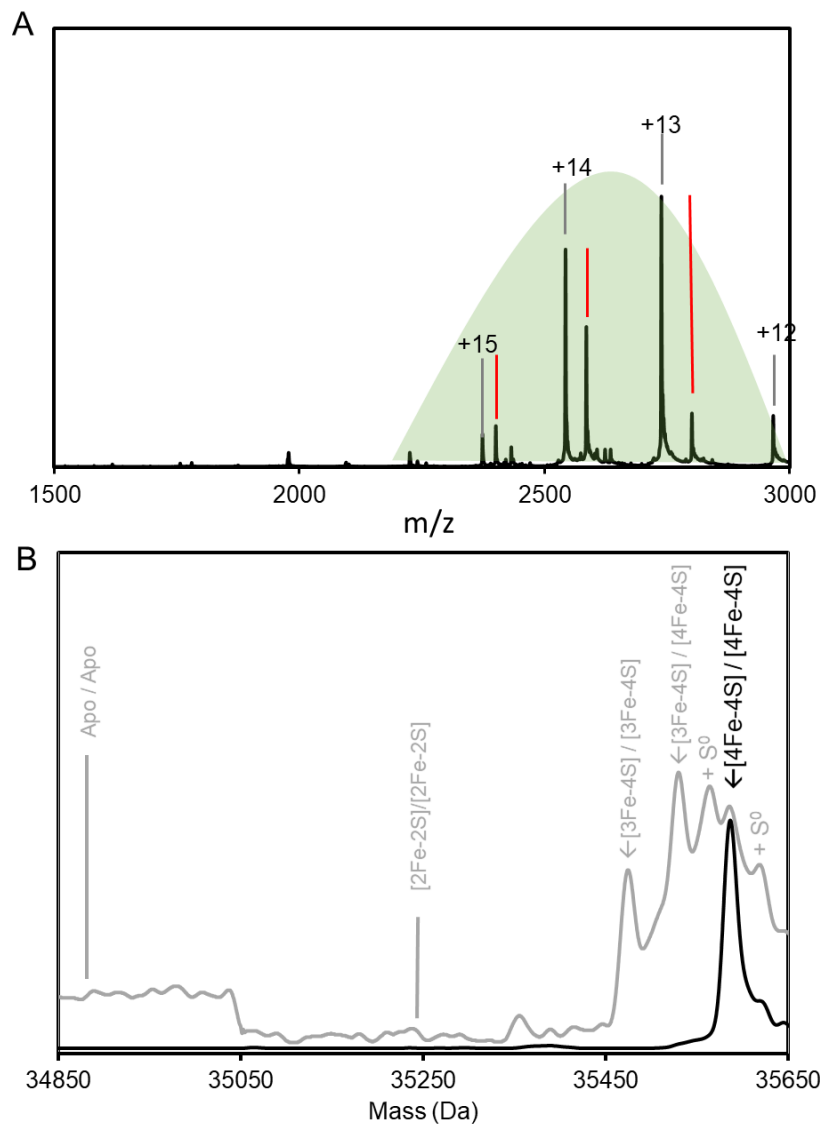 A
+13
+14
+15
+12
1500 2000 2500 3000
m/z
B
Apo / Apo
[2Fe-2S]/[2Fe-2S]
←[3Fe-4S] / [3Fe-4S]
←[3Fe-4S] / [4Fe-4S]
+ S⁰
←[4Fe-4S] / [4Fe-4S]
+ S⁰
34850 35050 35250 35450 35650
Mass (Da)